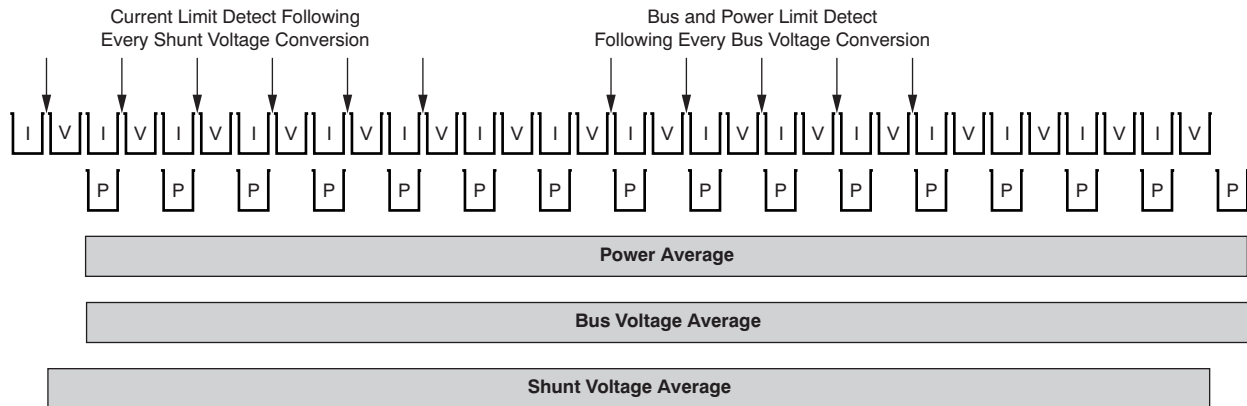 Current Limit Detect Following
Every Shunt Voltage Conversion
Bus and Power Limit Detect
Following Every Bus Voltage Conversion
I V I V I V I V I V I V I V I V I V I V I V I V I V I V I V I V
P P P P P P P P P P P P P P P P
Power Average
Bus Voltage Average
Shunt Voltage Average